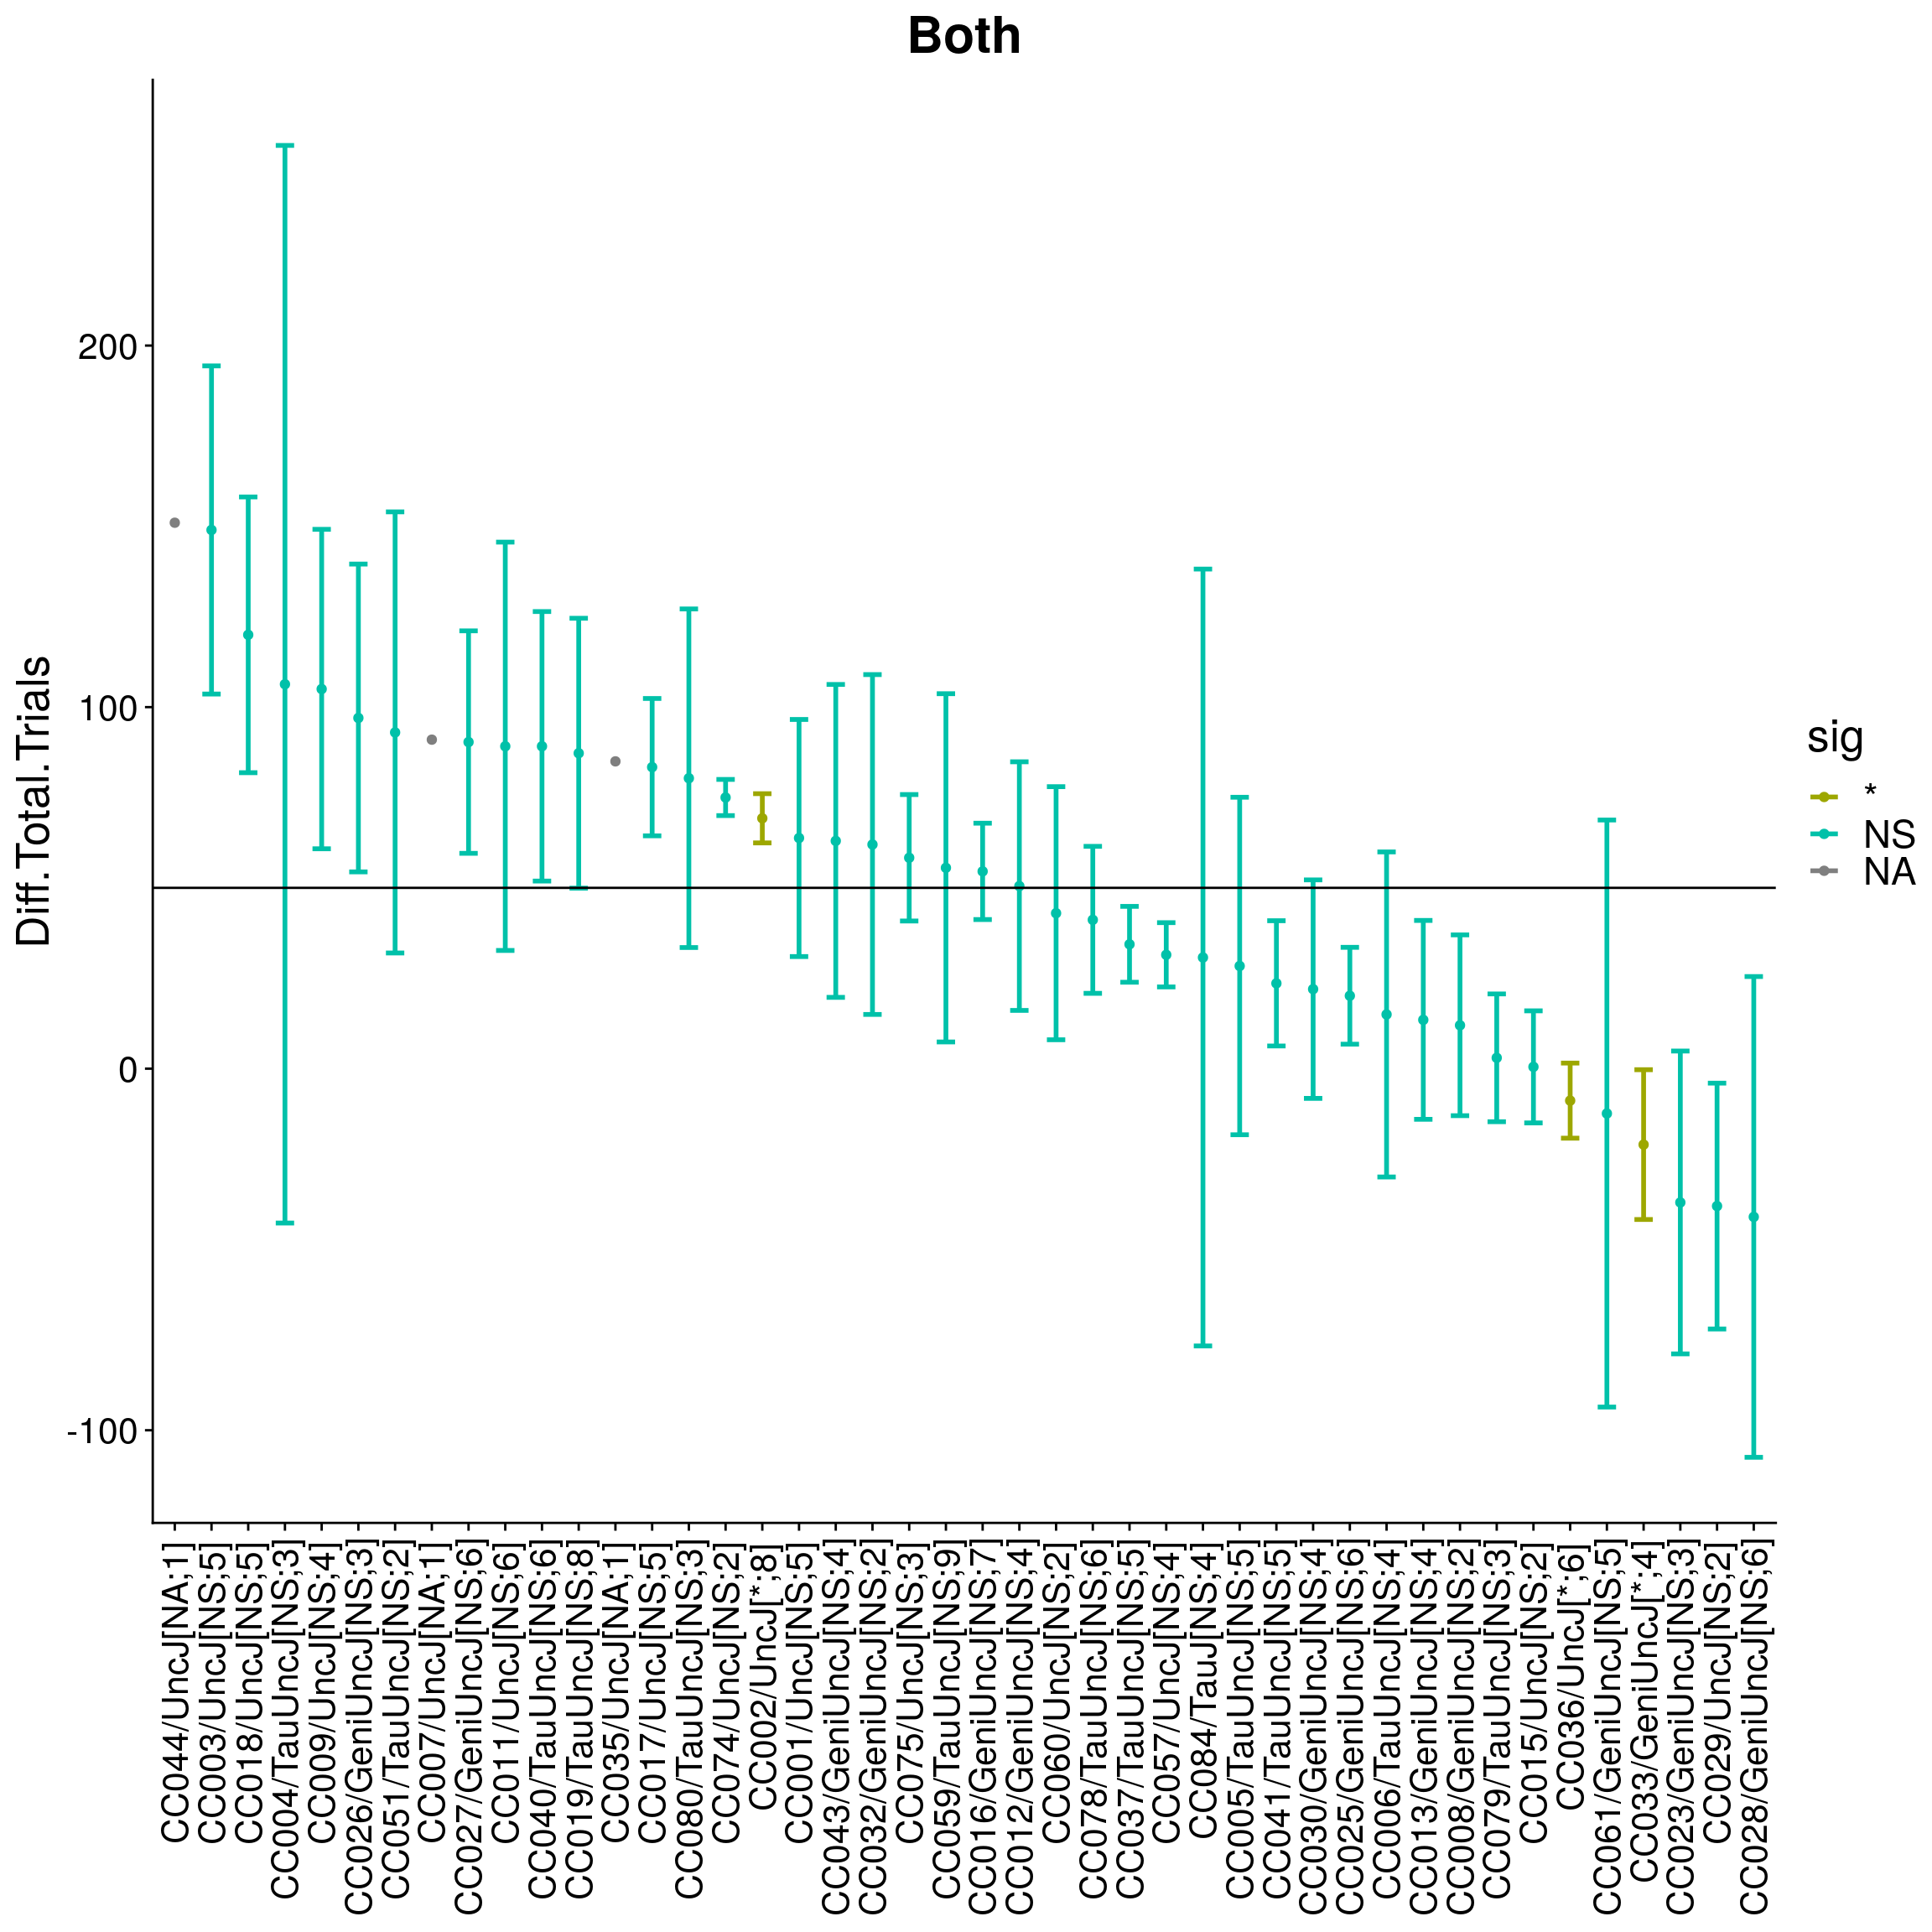 Both
Diff.Total.Trials
200
100
0
-100
CC044/UncJ[NA;1]
CC003/UncJ[NS;5]
CC018/UncJ[NS;5]
CC004/TauUncJ[NS;3]
CC009/UncJ[NS;4]
CC026/GeniUncJ[NS;3]
CC051/TauUncJ[NS;2]
CC007/UncJ[NA;1]
CC027/GeniUncJ[NS;6]
CC011/UncJ[NS;6]
CC040/TauUncJ[NS;6]
CC019/TauUncJ[NS;8]
CC035/UncJ[NA;1]
CC017/UncJ[NS;5]
CC080/TauUncJ[NS;3]
CC074/UncJ[NS;2]
CC002/UncJ[*;8]
CC001/UncJ[NS;5]
CC043/GeniUncJ[NS;4]
CC032/GeniUncJ[NS;2]
CC075/UncJ[NS;3]
CC059/TauUncJ[NS;9]
CC016/GeniUncJ[NS;7]
CC012/GeniUncJ[NS;4]
CC060/UncJ[NS;2]
CC078/TauUncJ[NS;6]
CC037/TauUncJ[NS;5]
CC057/UncJ[NS;4]
CC084/TauJ[NS;4]
CC005/TauUncJ[NS;5]
CC041/TauUncJ[NS;5]
CC030/GeniUncJ[NS;4]
CC025/GeniUncJ[NS;6]
CC006/TauUncJ[NS;4]
CC013/GeniUncJ[NS;4]
CC008/GeniUncJ[NS;2]
CC079/TauUncJ[NS;3]
CC015/UncJ[NS;2]
CC036/UncJ[*;6]
CC061/GeniUncJ[NS;5]
CC033/GeniUncJ[*;4]
CC023/GeniUncJ[NS;3]
CC029/UncJ[NS;2]
CC028/GeniUncJ[NS;6]
sig
*
NS
NA